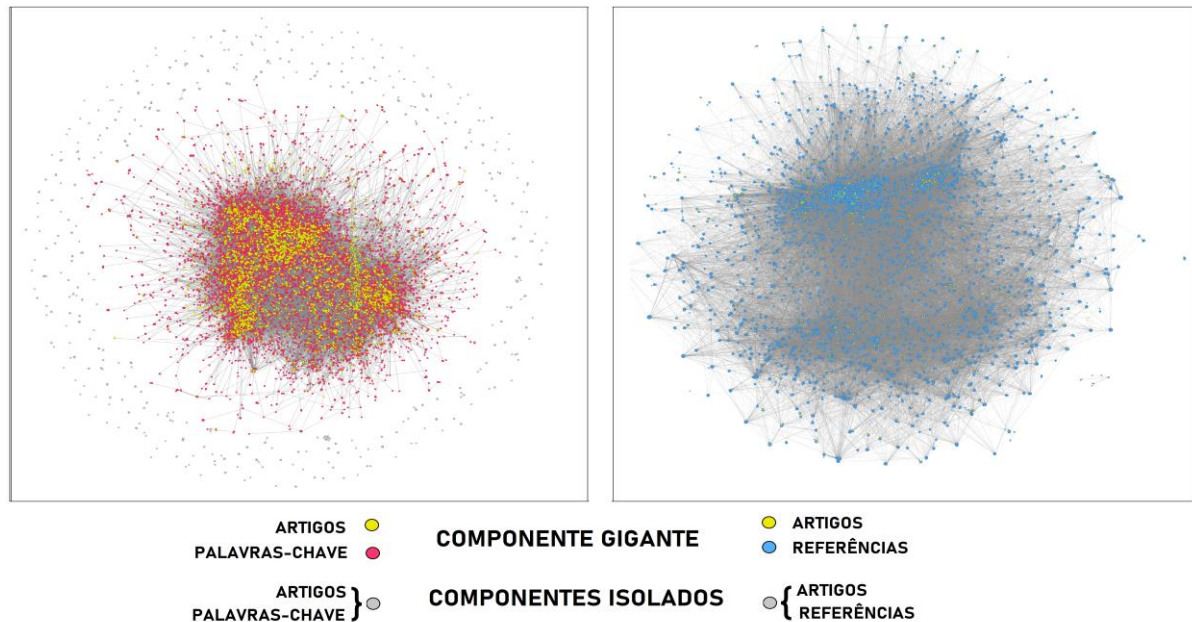 ARTIGOS
PALAVRAS-CHAVE
COMPONENTE GIGANTE
ARTIGOS
REFERÊNCIAS
ARTIGOS
PALAVRAS-CHAVE
COMPONENTES ISOLADOS
ARTIGOS
REFERÊNCIAS